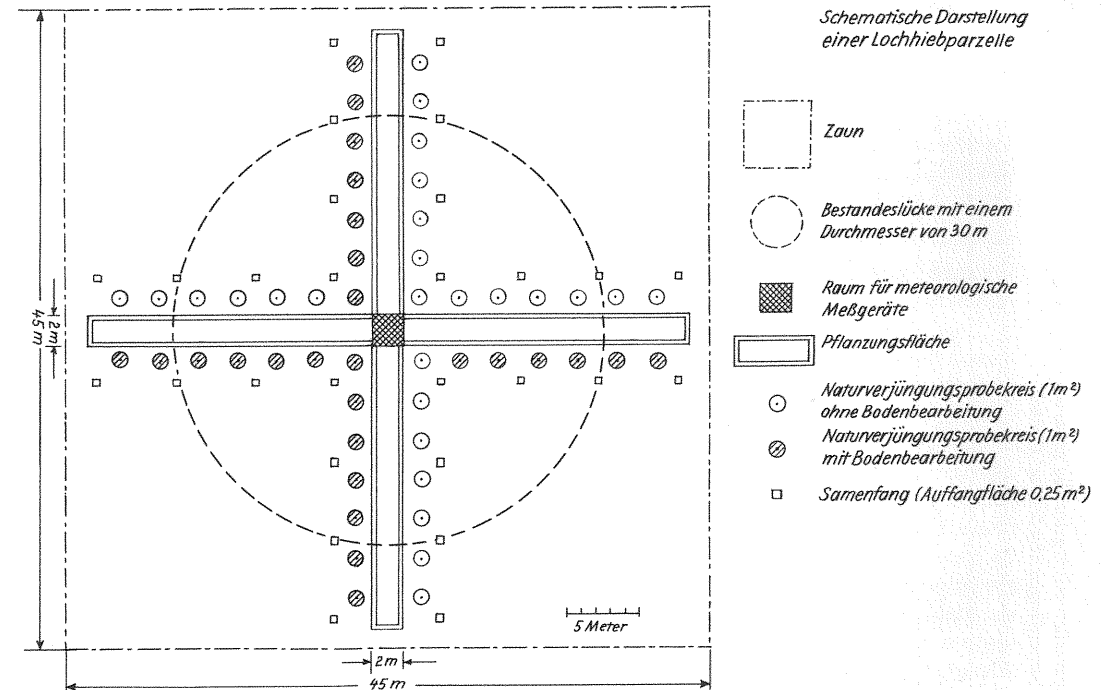 Schematische Darstellung
einer Lochhiebparzelle
Zaun
Bestandeslücke mit einem
Durchmesser von 30 m
Raum für meteorologische
Meßgeräte
Pflanzungsfläche
Naturverjüngungsprobekreis (1m²)
ohne Bodenbearbeitung
Naturverjüngungsprobekreis (1m²)
mit Bodenbearbeitung
Samenfang (Auffangfläche 0,25 m²)
45 m
2 m
5 Meter
2 m
45 m